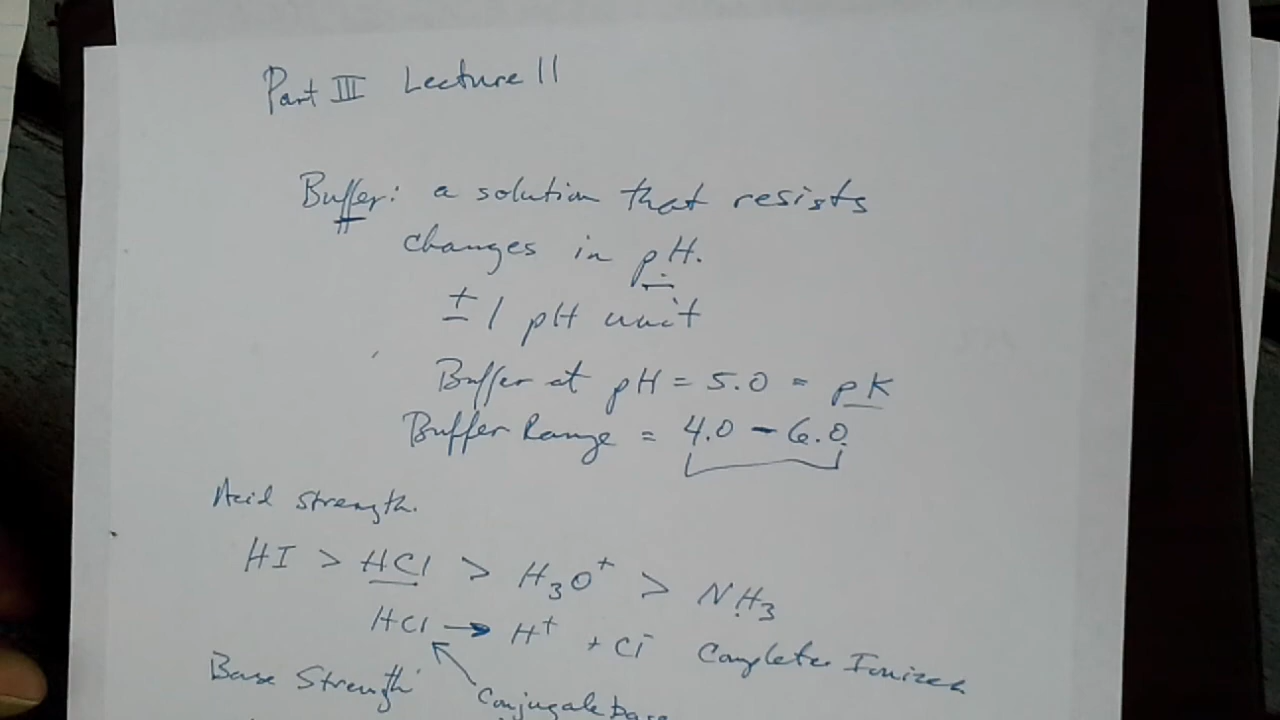 Part III Lecture 11
Buffer: a solution that resists
changes in pH.
± 1 pH unit
Buffer at pH = 5.0 = pK
Buffer Range = 4.0 - 6.0
Acid Strength.
HI > HCl > H₃O⁺ > NH₃
HCl → H⁺ + Cl⁻ Completes Ionizes
Base Strength
Conjugate base